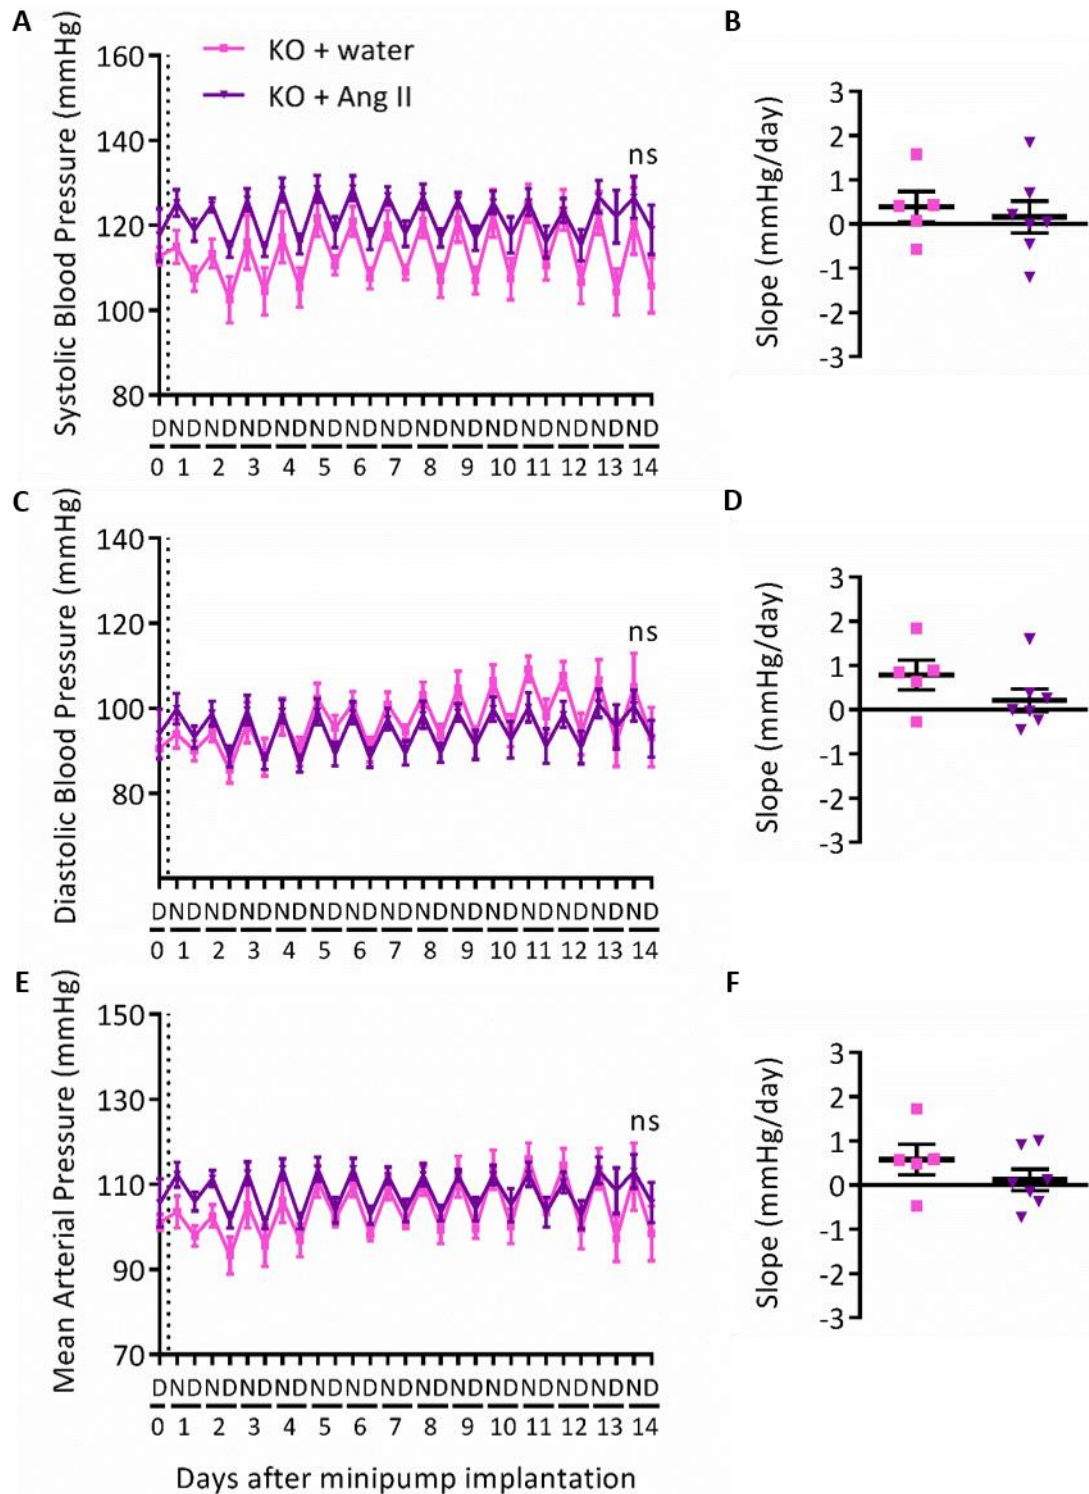 A
B
Systolic Blood Pressure (mmHg)
160
140
120
100
80
KO + water
KO + Ang II
ns
D N D N D N D N D N D N D N D N D N D N D N D N D N D N D
0 1 2 3 4 5 6 7 8 9 10 11 12 13 14
Slope (mmHg/day)
3
2
1
0
-1
-2
-3
C
D
Diastolic Blood Pressure (mmHg)
140
120
100
80
ns
D N D N D N D N D N D N D N D N D N D N D N D N D N D N D
0 1 2 3 4 5 6 7 8 9 10 11 12 13 14
Slope (mmHg/day)
3
2
1
0
-1
-2
-3
E
F
Mean Arterial Pressure (mmHg)
150
130
110
90
70
ns
D N D N D N D N D N D N D N D N D N D N D N D N D N D N D
0 1 2 3 4 5 6 7 8 9 10 11 12 13 14
Days after minipump implantation
Slope (mmHg/day)
3
2
1
0
-1
-2
-3